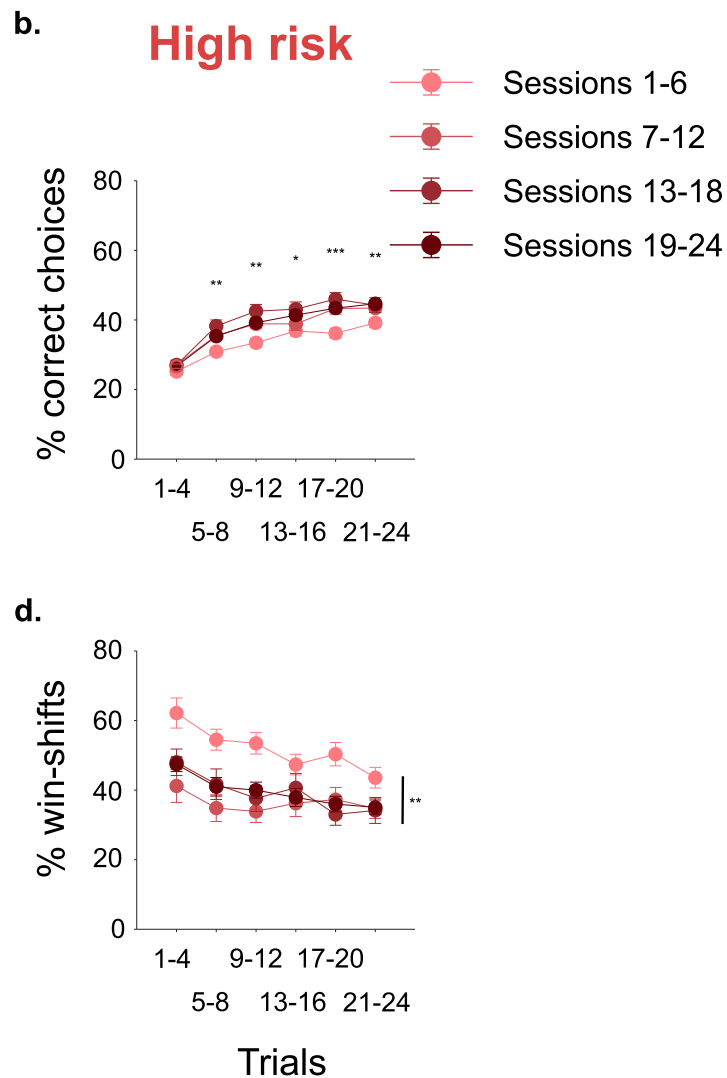 b.
High risk
Sessions 1-6
Sessions 7-12
Sessions 13-18
Sessions 19-24
% correct choices
80
60
40
20
0
** ** * *** **
1-4 9-12 17-20
5-8 13-16 21-24
d.
% win-shifts
80
60
40
20
0
**
1-4 9-12 17-20
5-8 13-16 21-24
Trials